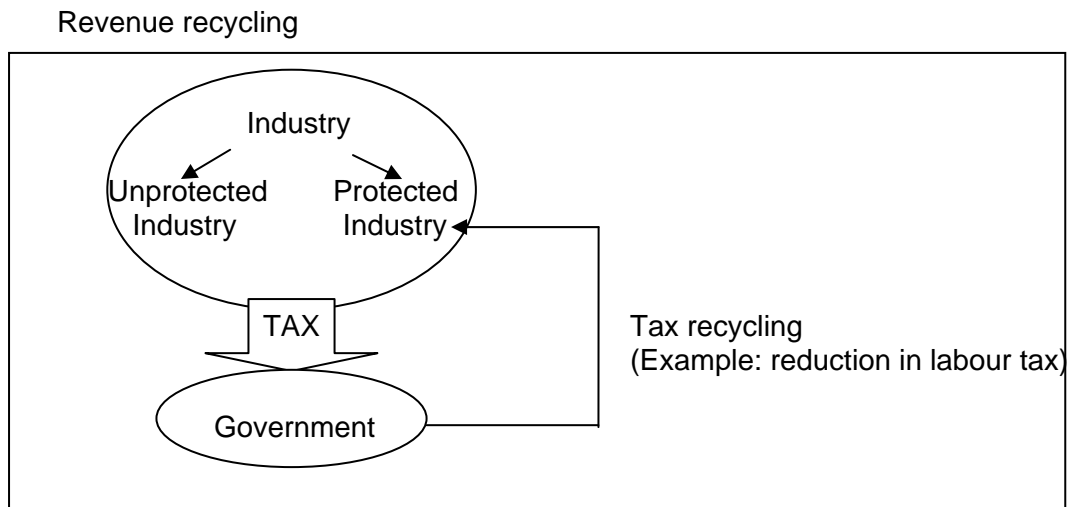 Revenue recycling
Industry
Unprotected
Industry
Protected
Industry
TAX
Tax recycling
(Example: reduction in labour tax)
Government